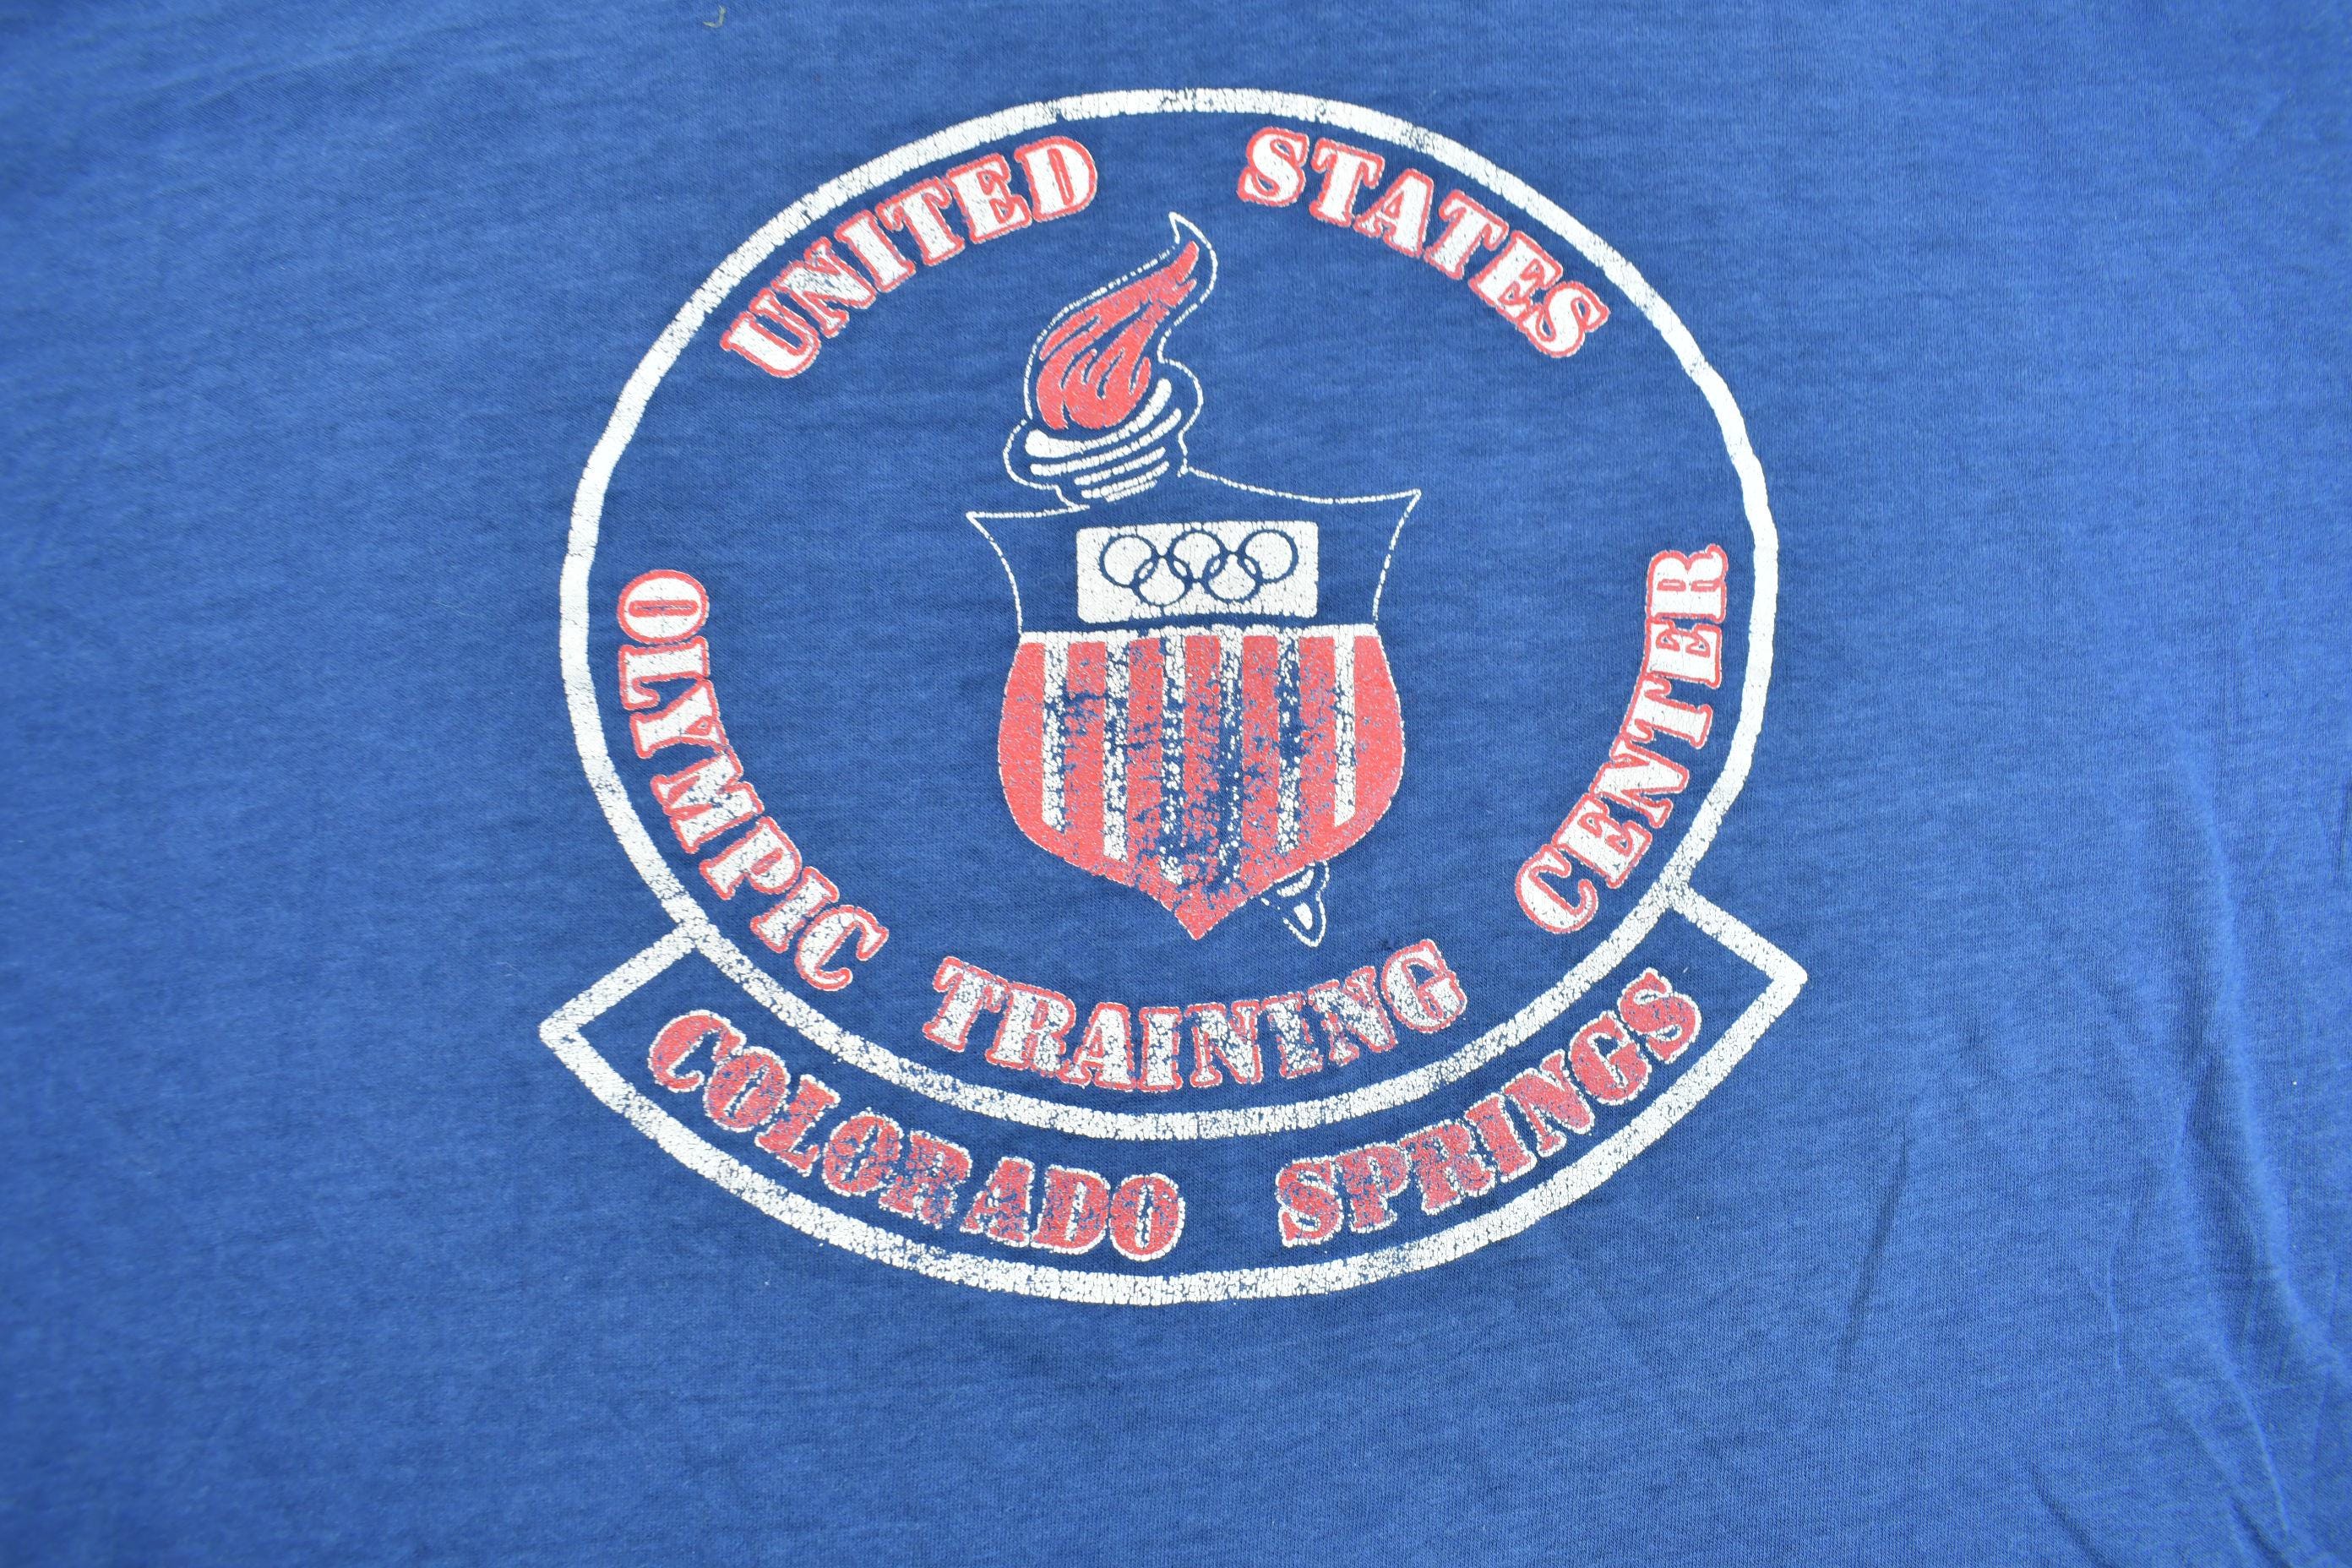 UNITED STATES
OLYMPIC TRAINING CENTER
COLORADO SPRINGS